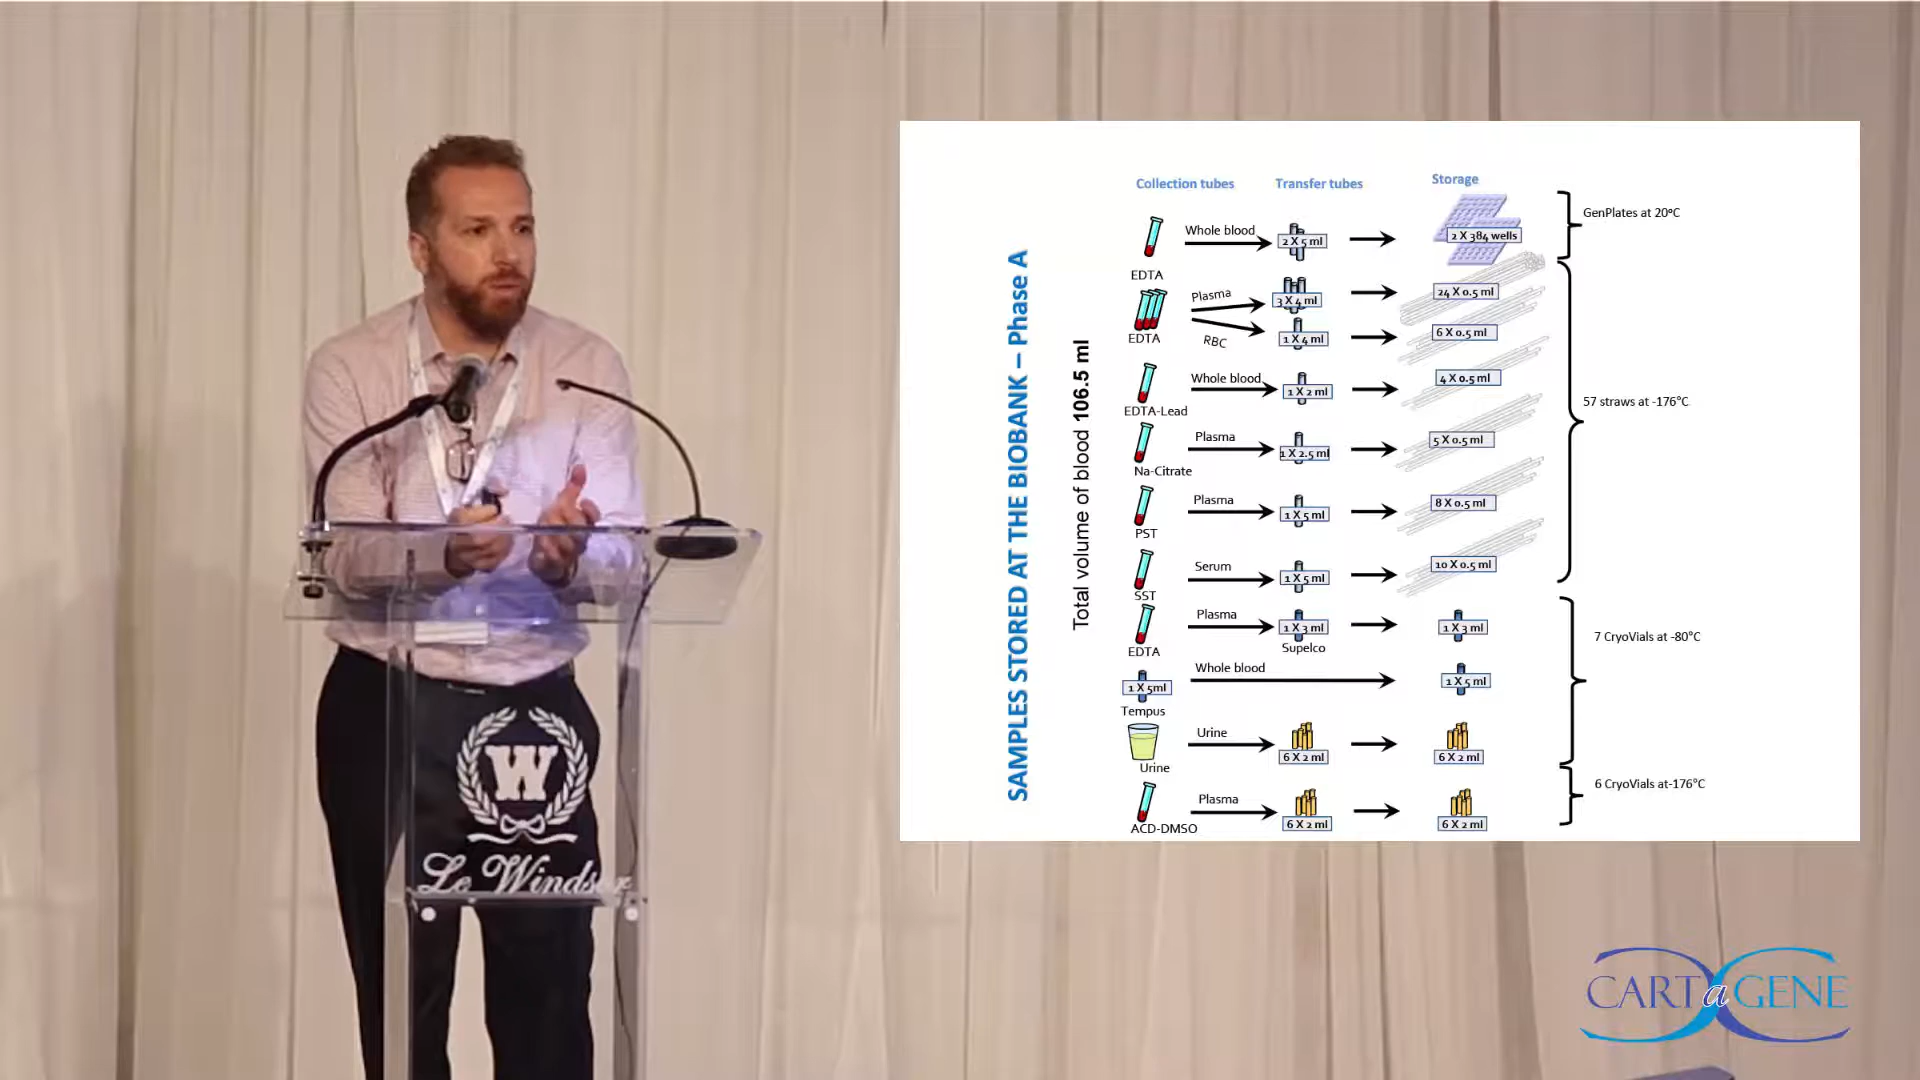 SAMPLES STORED AT THE BIOBANK – Phase A
Total volume of blood 106.5 ml
Collection tubes
Transfer tubes
Storage
Whole blood
2 X 5 ml
2 X 384 wells
GenPlates at 20°C
EDTA
Plasma
3 X 4 ml
24 X 0.5 ml
RBC
1 X 4 ml
6 X 0.5 ml
EDTA
Whole blood
1 X 2 ml
4 X 0.5 ml
57 straws at -176°C
EDTA-Lead
Plasma
1 X 2.5 ml
5 X 0.5 ml
Na-Citrate
Plasma
1 X 5 ml
8 X 0.5 ml
PST
Serum
1 X 5 ml
10 X 0.5 ml
SST
Plasma
1 X 3 ml
1 X 3 ml
7 CryoVials at -80°C
EDTA
Supelco
Whole blood
1 X 5ml
1 X 5 ml
Tempus
Urine
6 X 2 ml
6 X 2 ml
Urine
6 CryoVials at-176°C
Plasma
6 X 2 ml
6 X 2 ml
ACD-DMSO
W
Le Windsor
CARTaGENE